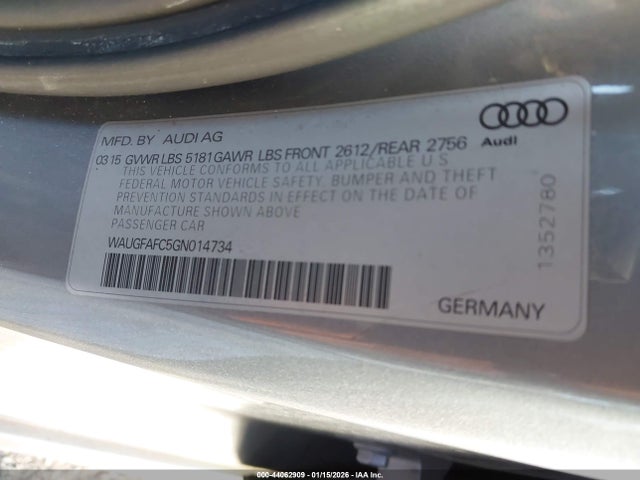 MFD. BY AUDI AG
Audi
03 15 GVWR LBS 5181 GAWR LBS FRONT 2612/REAR 2756
THIS VEHICLE CONFORMS TO ALL APPLICABLE U S
FEDERAL MOTOR VEHICLE SAFETY, BUMPER AND THEFT
PREVENTION STANDARDS IN EFFECT ON THE DATE OF
MANUFACTURE SHOWN ABOVE
PASSENGER CAR
WAUGFAFC5GN014734
1352780
GERMANY
000-44062909 - 01/15/2026 - IAA Inc.